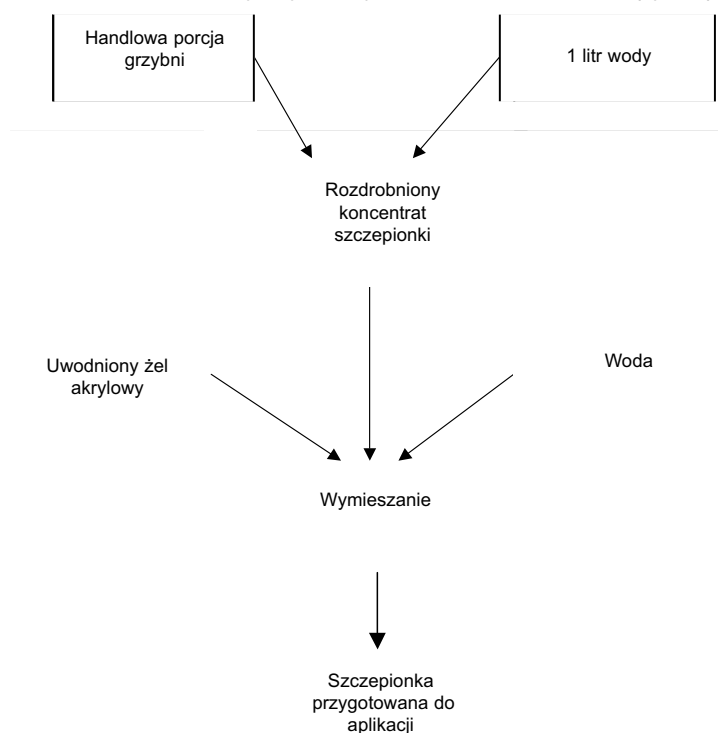 Handlowa porcja
grzybni
1 litr wody
Rozdrobniony
koncentrat
szczepionki
Uwodniony żel
akrylowy
Woda
Wymieszanie
Szczepionka
przygotowana do
aplikacji